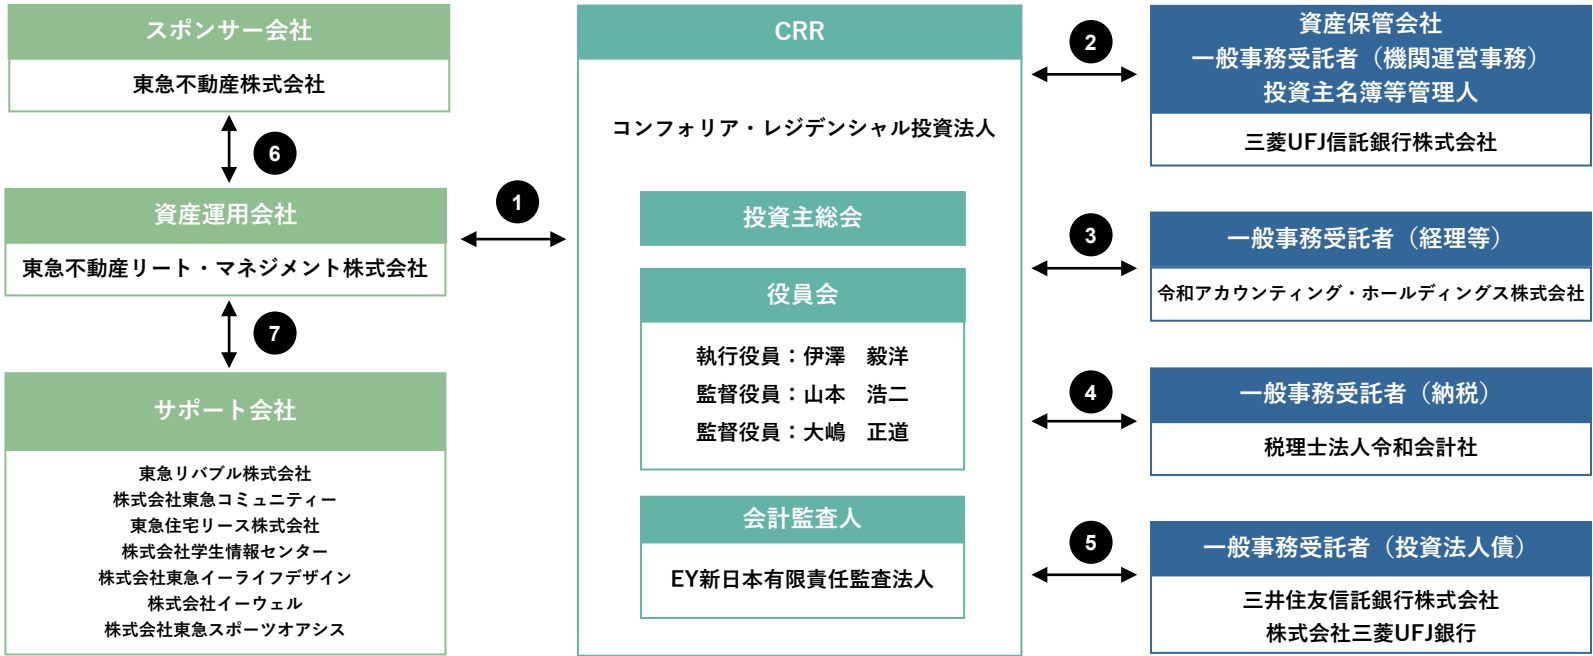 スポンサー会社
東急不動産株式会社
6
資産運用会社
東急不動産リート・マネジメント株式会社
7
サポート会社
東急リバブル株式会社
株式会社東急コミュニティー
東急住宅リース株式会社
株式会社学生情報センター
株式会社東急イーライフデザイン
株式会社イーウェル
株式会社東急スポーツオアシス
1
CRR
コンフォリア・レジデンシャル投資法人
投資主総会
役員会
執行役員：伊澤　毅洋
監督役員：山本　浩二
監督役員：大嶋　正道
会計監査人
EY新日本有限責任監査法人
2
資産保管会社
一般事務受託者（機関運営事務）
投資主名簿等管理人
三菱UFJ信託銀行株式会社
3
一般事務受託者（経理等）
令和アカウンティング・ホールディングス株式会社
4
一般事務受託者（納税）
税理士法人令和会計社
5
一般事務受託者（投資法人債）
三井住友信託銀行株式会社
株式会社三菱UFJ銀行